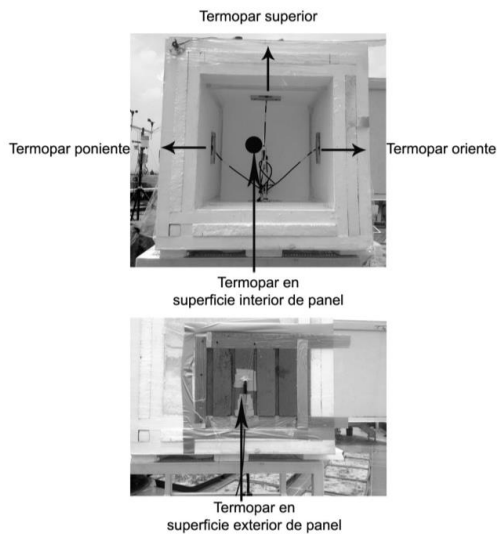 Termopar superior
Termopar poniente
Termopar oriente
Termopar en
superficie interior de panel
Termopar en
superficie exterior de panel